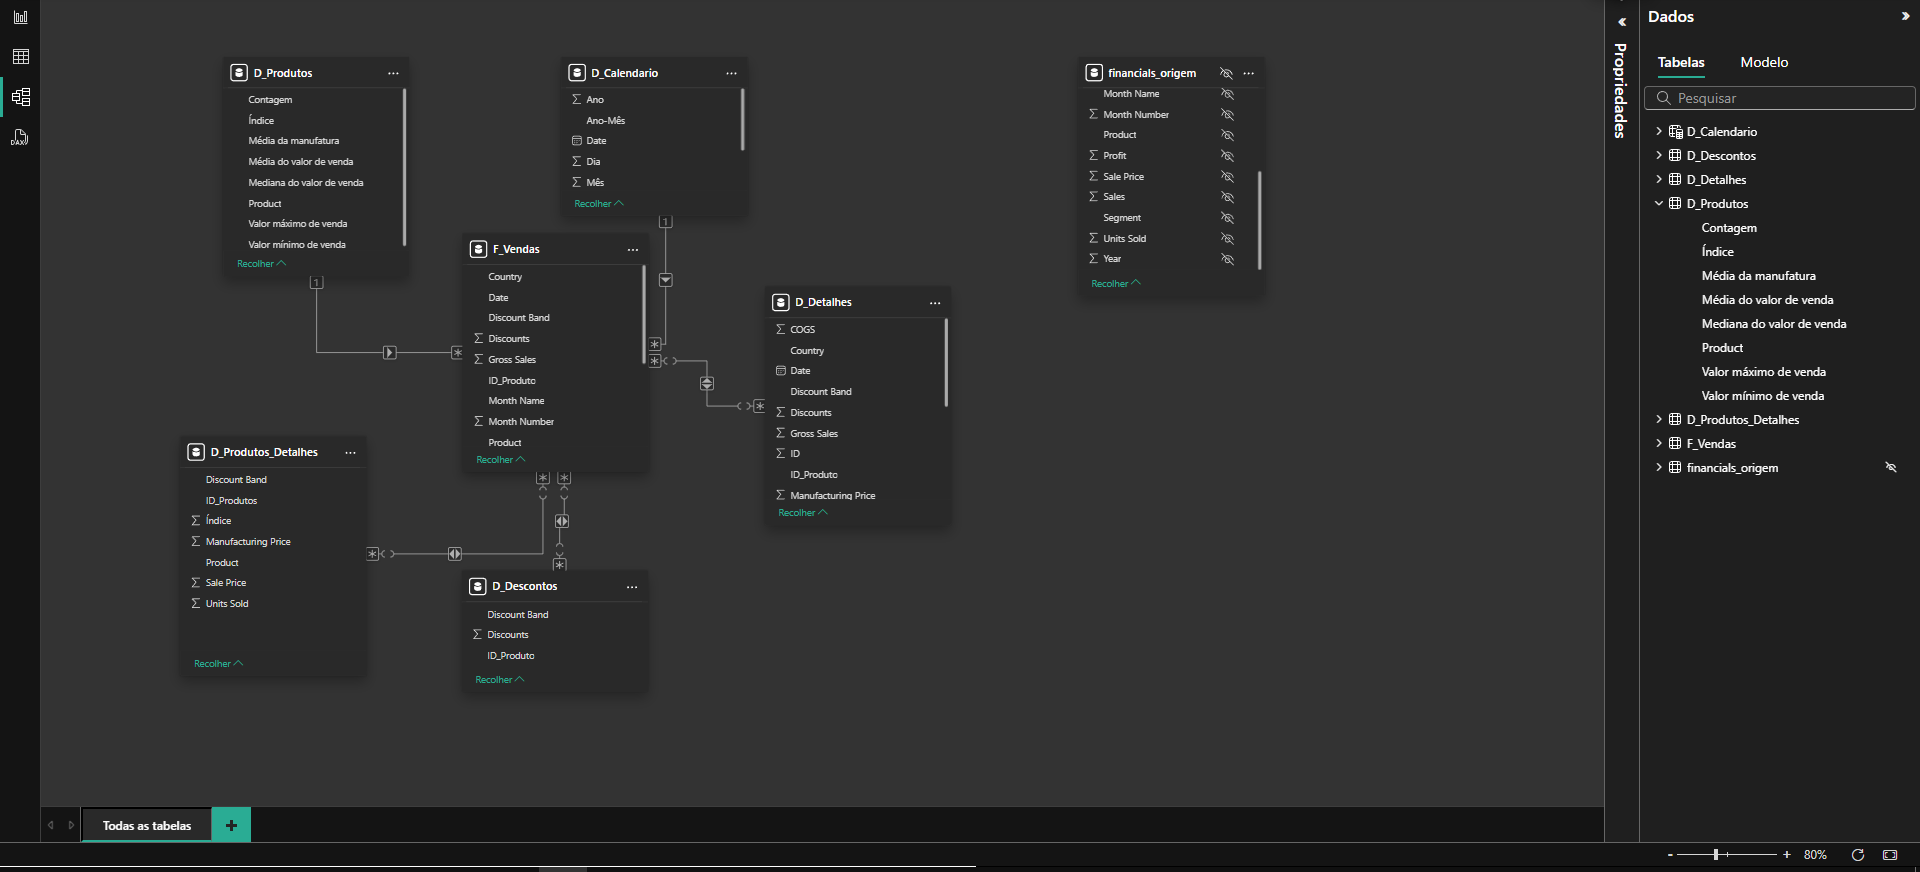 D_Produtos
Contagem
Índice
Média da manufatura
Média do valor de venda
Mediana do valor de venda
Product
Valor máximo de venda
Valor mínimo de venda
Recolher
1
D_Calendario
Ano
Ano-Mês
Date
Dia
Mês
Recolher
1
financials_origem
Month Name
Month Number
Product
Profit
Sale Price
Sales
Segment
Units Sold
Year
Recolher
F_Vendas
Country
Date
Discount Band
Discounts
Gross Sales
ID_Produto
Month Name
Month Number
Product
Recolher
D_Detalhes
COGS
Country
Date
Discount Band
Discounts
Gross Sales
ID
ID_Produto
Manufacturing Price
Recolher
D_Produtos_Detalhes
Discount Band
ID_Produtos
Índice
Manufacturing Price
Product
Sale Price
Units Sold
Recolher
D_Descontos
Discount Band
Discounts
ID_Produto
Recolher
DAX
Todas as tabelas
+
Propriedades
Dados
Tabelas Modelo
Pesquisar
D_Calendario
D_Descontos
D_Detalhes
D_Produtos
Contagem
Índice
Média da manufatura
Média do valor de venda
Mediana do valor de venda
Product
Valor máximo de venda
Valor mínimo de venda
D_Produtos_Detalhes
F_Vendas
financials_origem
- + 80%